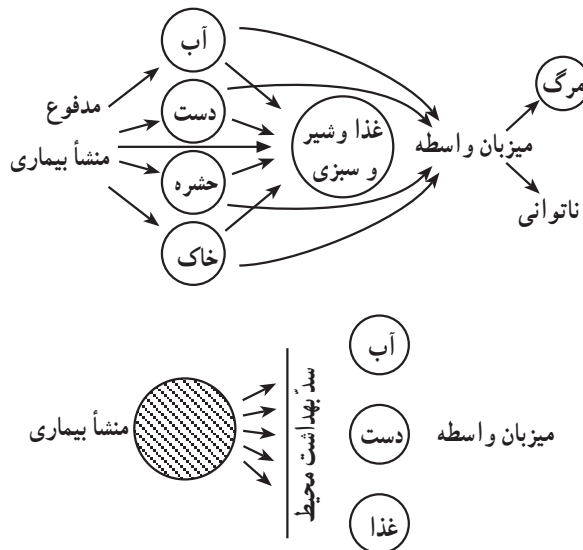 آب
مدفوع
منشأ بیماری
دست
حشره
خاک
غذا وشیر
و سبزی
میزبان واسطه
مرگ
ناتوانی
منشأ بیماری
سدّ بهداشت محیط
آب
دست
غذا
میزبان واسطه